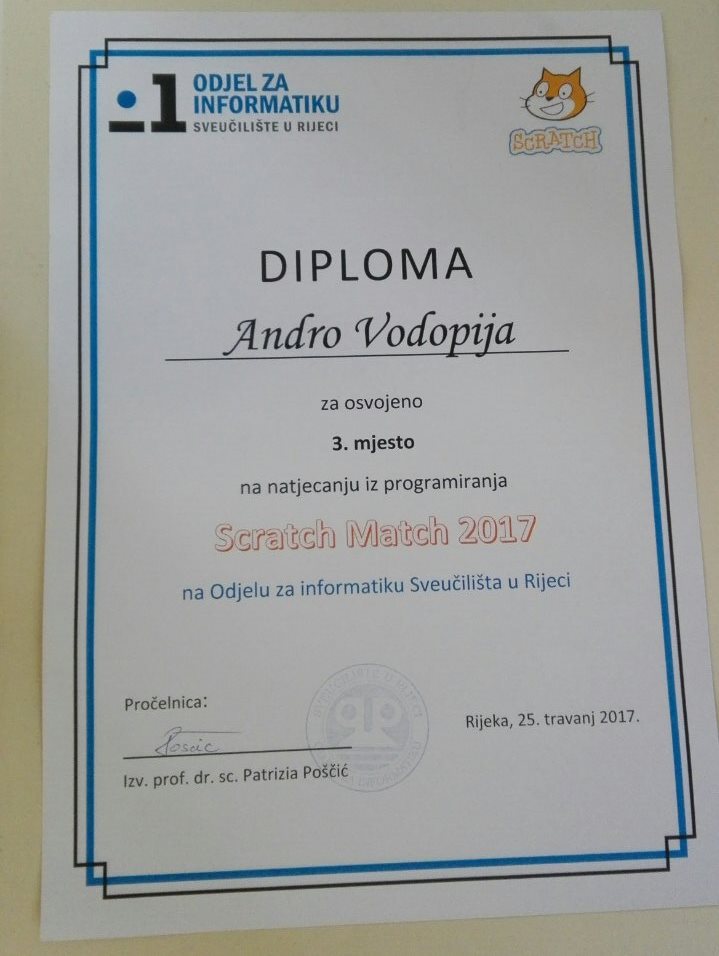 ODJEL ZA
INFORMATIKU
SVEUČILIŠTE U RIJECI
SCRATCH
DIPLOMA
Andro Vodopija
za osvojeno
3. mjesto
na natjecanju iz programiranja
Scratch Match 2017
na Odjelu za informatiku Sveučilišta u Rijeci
Pročelnica:
Rijeka, 25. travanj 2017.
Izv. prof. dr. sc. Patrizia Poščić